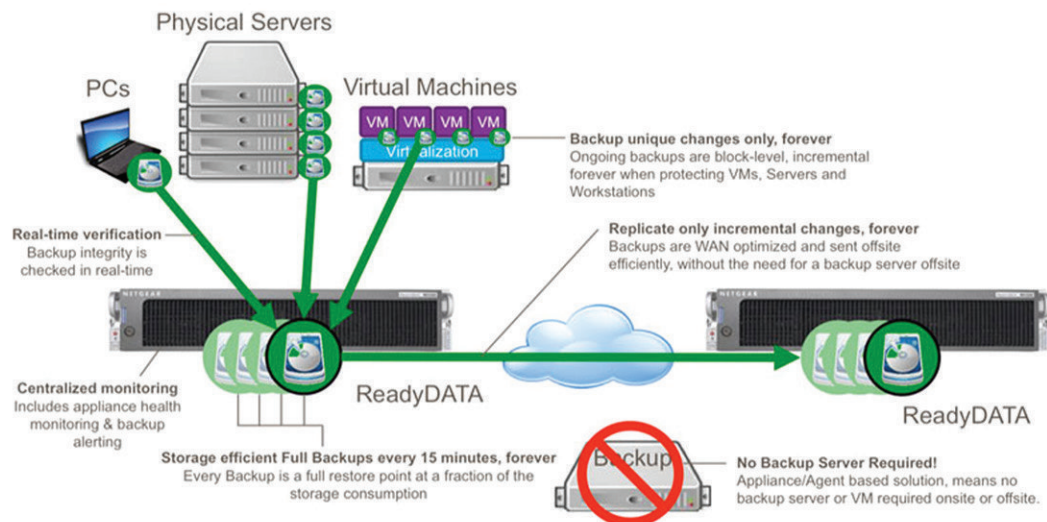 Physical Servers
PCs
Virtual Machines
VM VM VM VM
Virtualization
Backup unique changes only, forever
Ongoing backups are block-level, incremental
forever when protecting VMs, Servers and
Workstations
Real-time verification
Backup integrity is
checked in real-time
Replicate only incremental changes, forever
Backups are WAN optimized and sent offsite
efficiently, without the need for a backup server offsite
NETGEAR
NETGEAR
ReadyDATA
ReadyDATA
Centralized monitoring
Includes appliance health
monitoring & backup
alerting
Storage efficient Full Backups every 15 minutes, forever
Every Backup is a full restore point at a fraction of the
storage consumption
Backup
No Backup Server Required!
Appliance/Agent based solution, means no
backup server or VM required onsite or offsite.